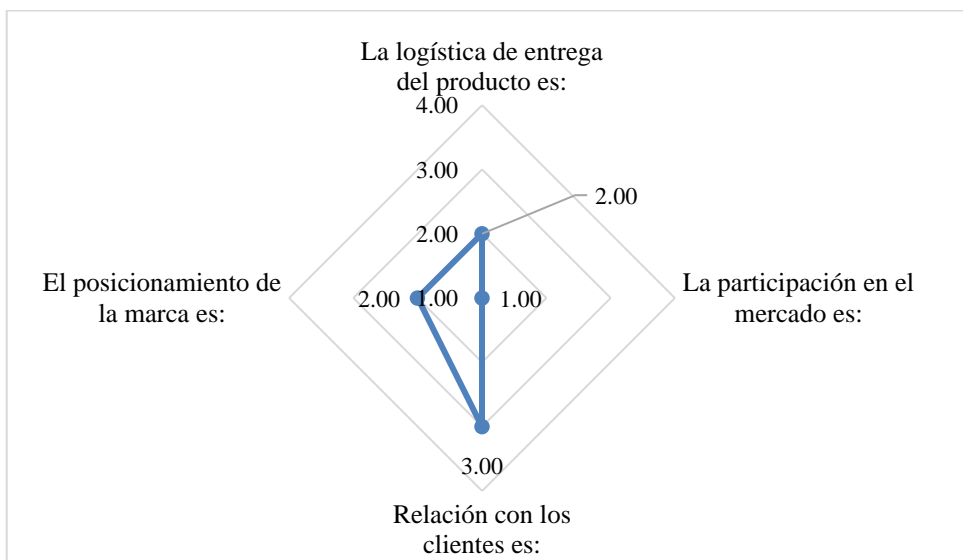 La logística de entrega
del producto es:
4.00
3.00
2.00
2.00
El posicionamiento de
la marca es:
2.00
1.00
1.00
La participación en el
mercado es:
3.00
Relación con los
clientes es: